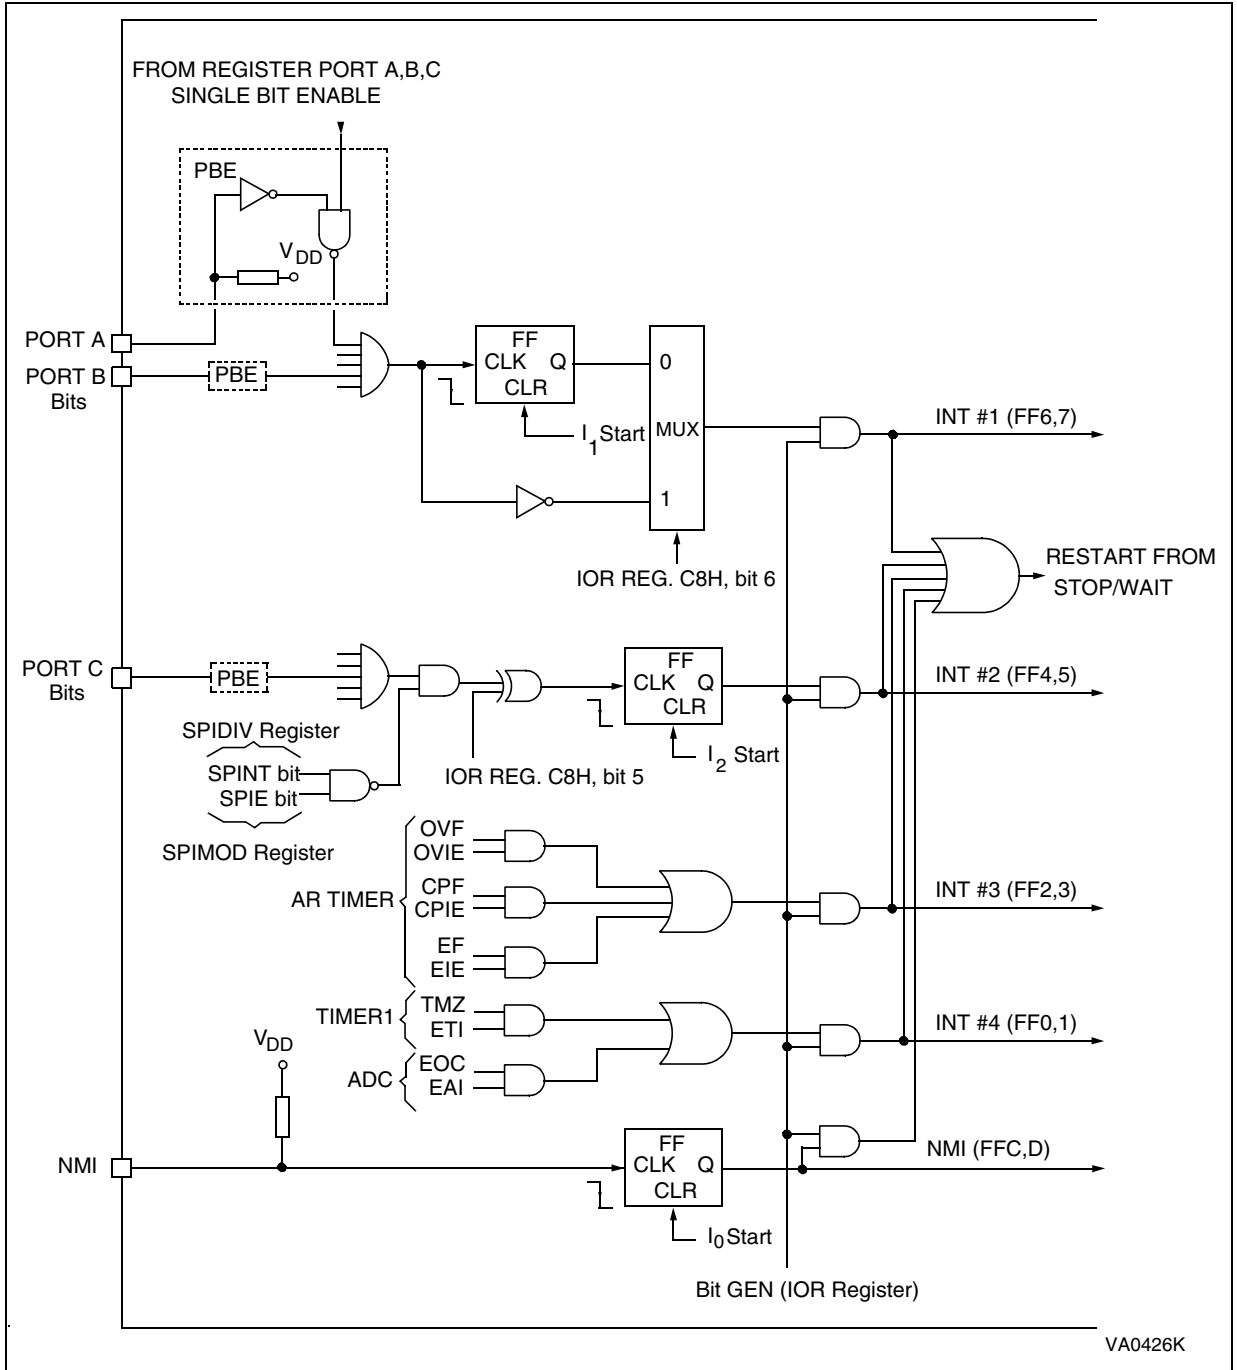 FROM REGISTER PORT A,B,C
SINGLE BIT ENABLE
PBE
VDD
PORT A
PORT B
Bits
PBE
FF
CLK Q
CLR
I1 Start
0
MUX
1
IOR REG. C8H, bit 6
INT #1 (FF6,7)
RESTART FROM
STOP/WAIT
PORT C
Bits
PBE
FF
CLK Q
CLR
I2 Start
INT #2 (FF4,5)
SPIDIV Register
SPINT bit
SPIE bit
SPIMOD Register
IOR REG. C8H, bit 5
AR TIMER
OVF
OVIE
CPF
CPIE
EF
EIE
INT #3 (FF2,3)
TIMER1
TMZ
ETI
ADC
EOC
EAI
INT #4 (FF0,1)
VDD
NMI
FF
CLK Q
CLR
I0 Start
NMI (FFC,D)
Bit GEN (IOR Register)
VA0426K